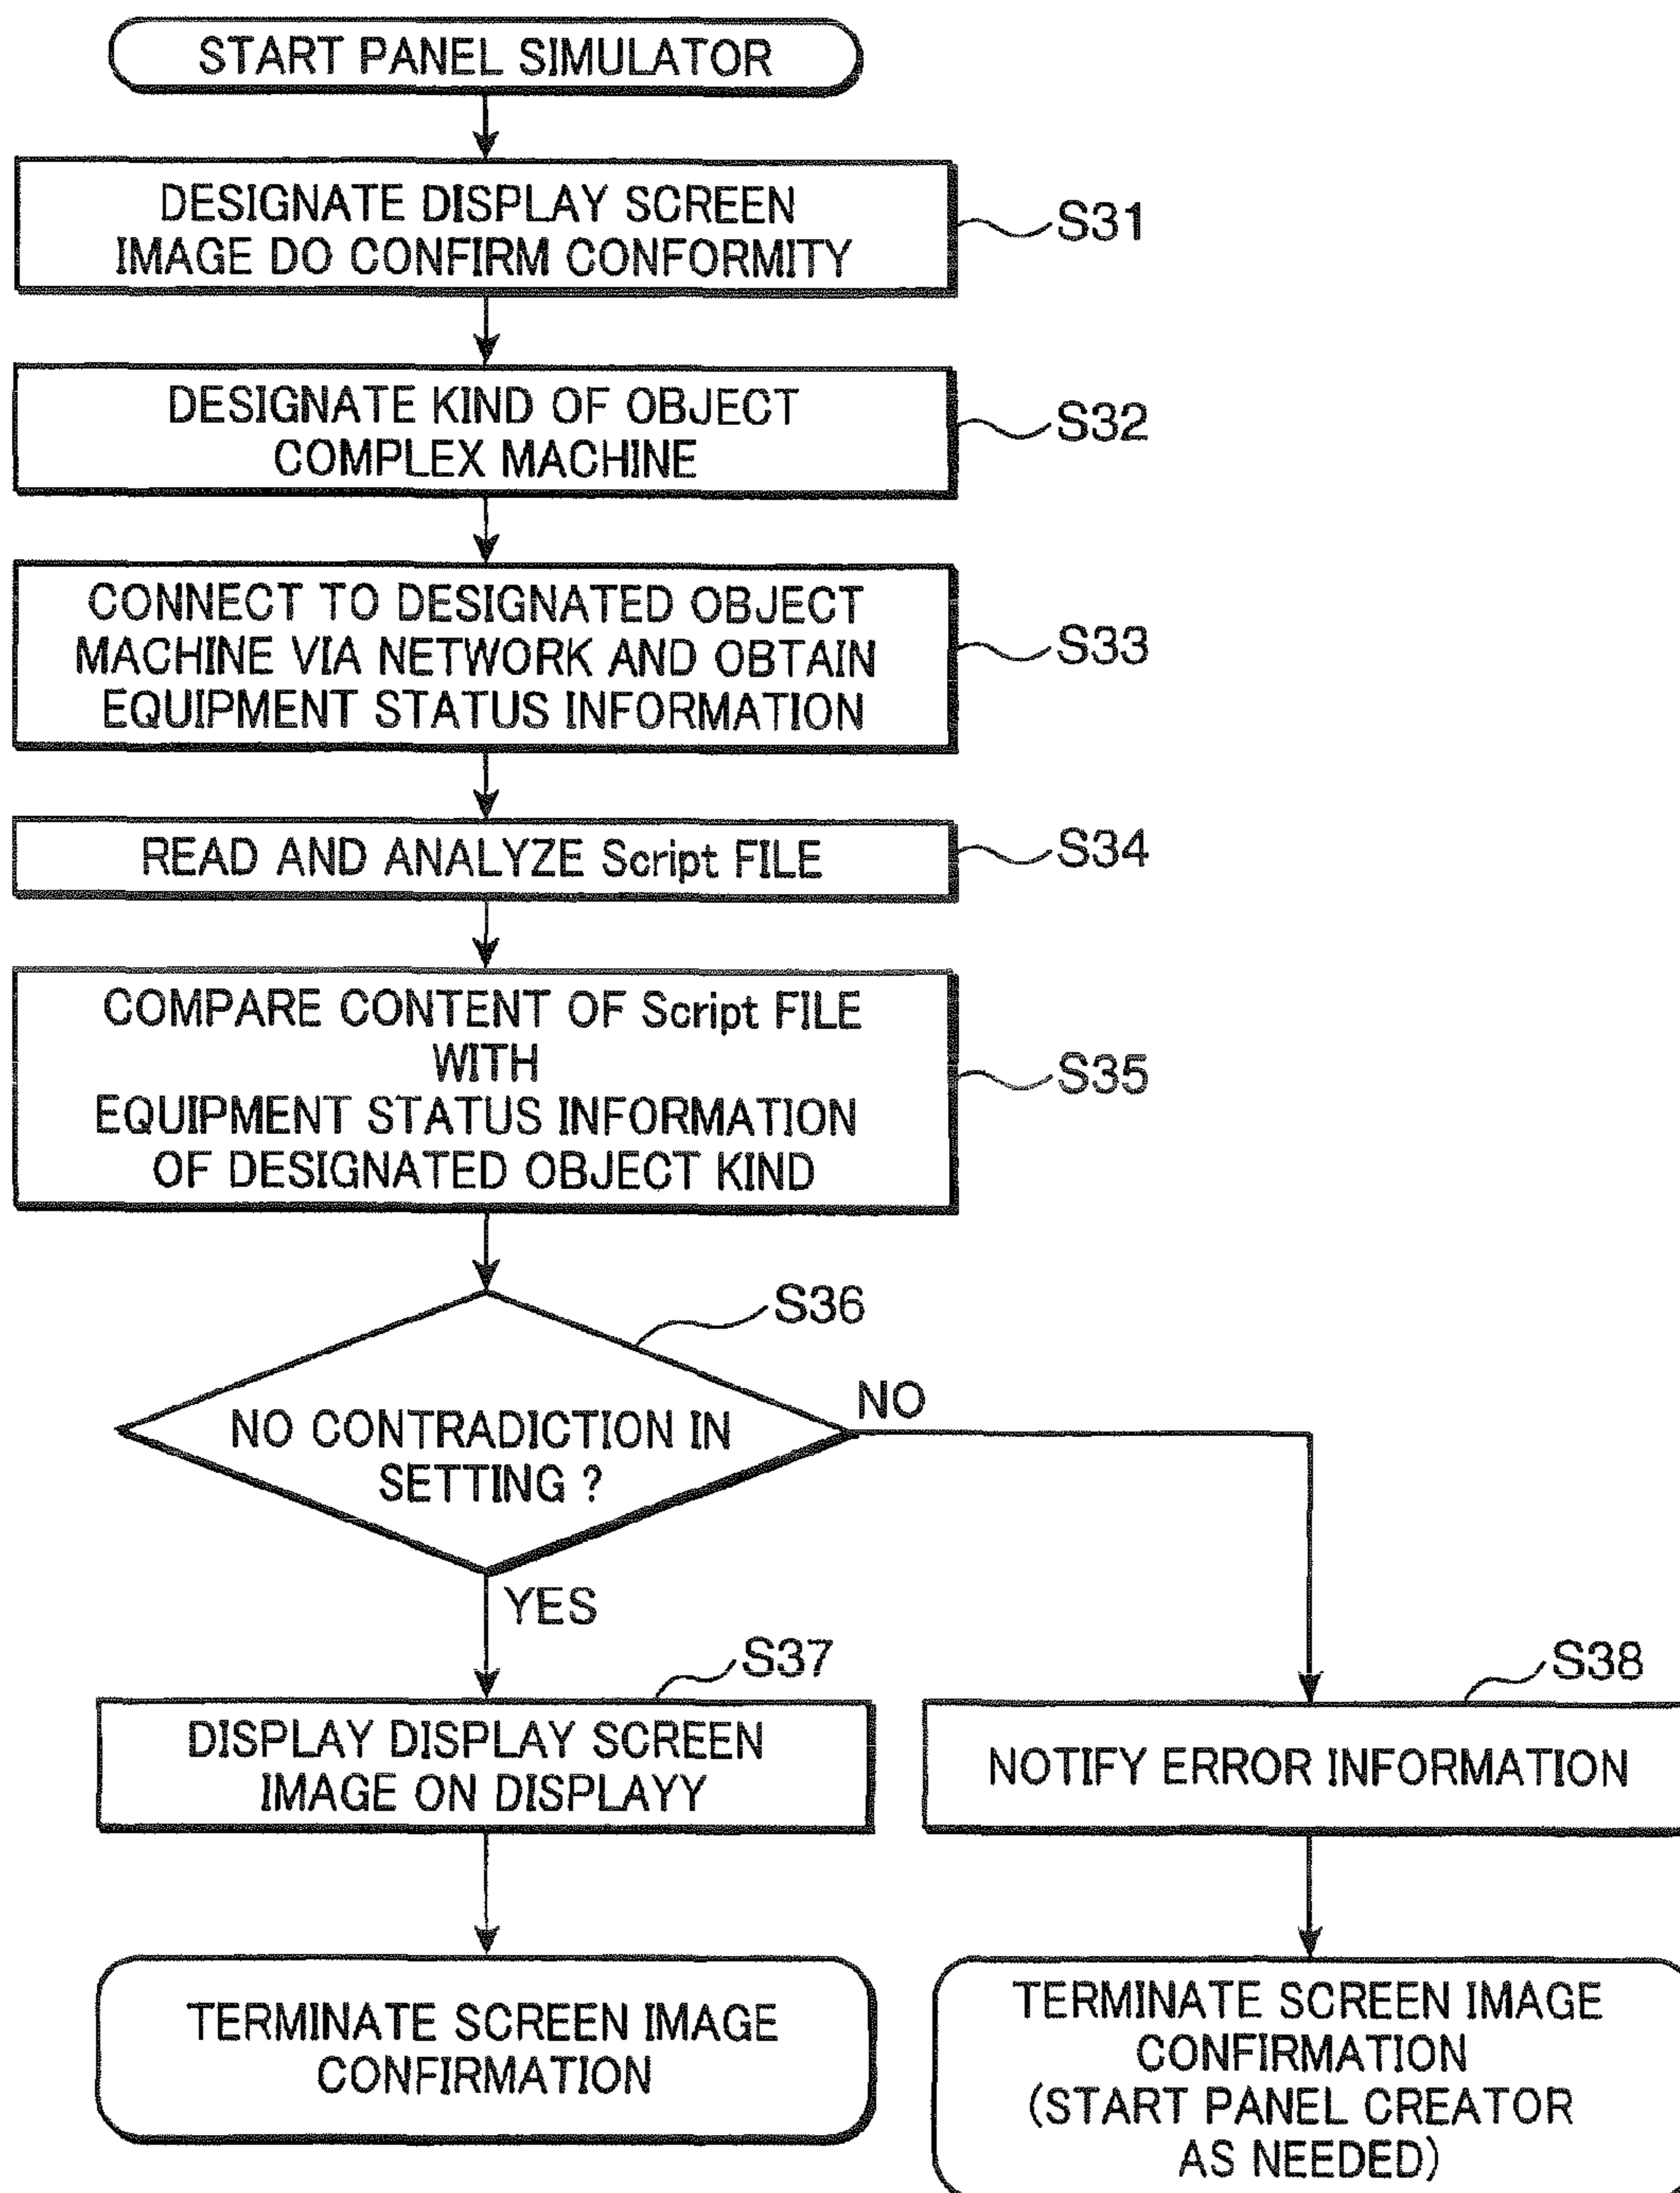 START PANEL SIMULATOR
DESIGNATE DISPLAY SCREEN
IMAGE DO CONFIRM CONFORMITY
S31
DESIGNATE KIND OF OBJECT
COMPLEX MACHINE
S32
CONNECT TO DESIGNATED OBJECT
MACHINE VIA NETWORK AND OBTAIN
EQUIPMENT STATUS INFORMATION
S33
READ AND ANALYZE Script FILE
S34
COMPARE CONTENT OF Script FILE
WITH
EQUIPMENT STATUS INFORMATION
OF DESIGNATED OBJECT KIND
S35
S36
NO CONTRADICTION IN
SETTING ?
NO
YES
S37
DISPLAY DISPLAY SCREEN
IMAGE ON DISPLAYY
S38
NOTIFY ERROR INFORMATION
TERMINATE SCREEN IMAGE
CONFIRMATION
TERMINATE SCREEN IMAGE
CONFIRMATION
(START PANEL CREATOR
AS NEEDED)